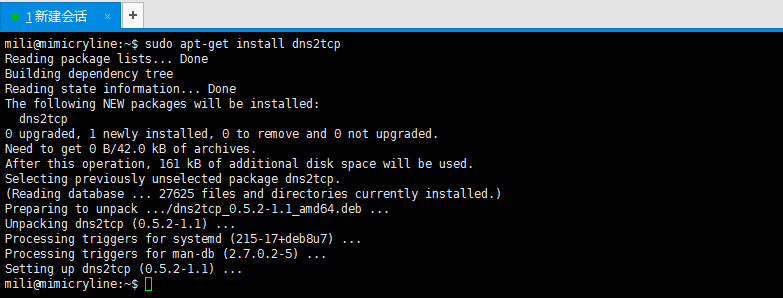 1 新建会话 × +
mili@mimicryline:~$ sudo apt-get install dns2tcp
Reading package lists... Done
Building dependency tree
Reading state information... Done
The following NEW packages will be installed:
  dns2tcp
0 upgraded, 1 newly installed, 0 to remove and 0 not upgraded.
Need to get 0 B/42.0 kB of archives.
After this operation, 161 kB of additional disk space will be used.
Selecting previously unselected package dns2tcp.
(Reading database ... 27625 files and directories currently installed.)
Preparing to unpack .../dns2tcp_0.5.2-1.1_amd64.deb ...
Unpacking dns2tcp (0.5.2-1.1) ...
Processing triggers for systemd (215-17+deb8u7) ...
Processing triggers for man-db (2.7.0.2-5) ...
Setting up dns2tcp (0.5.2-1.1) ...
mili@mimicryline:~$